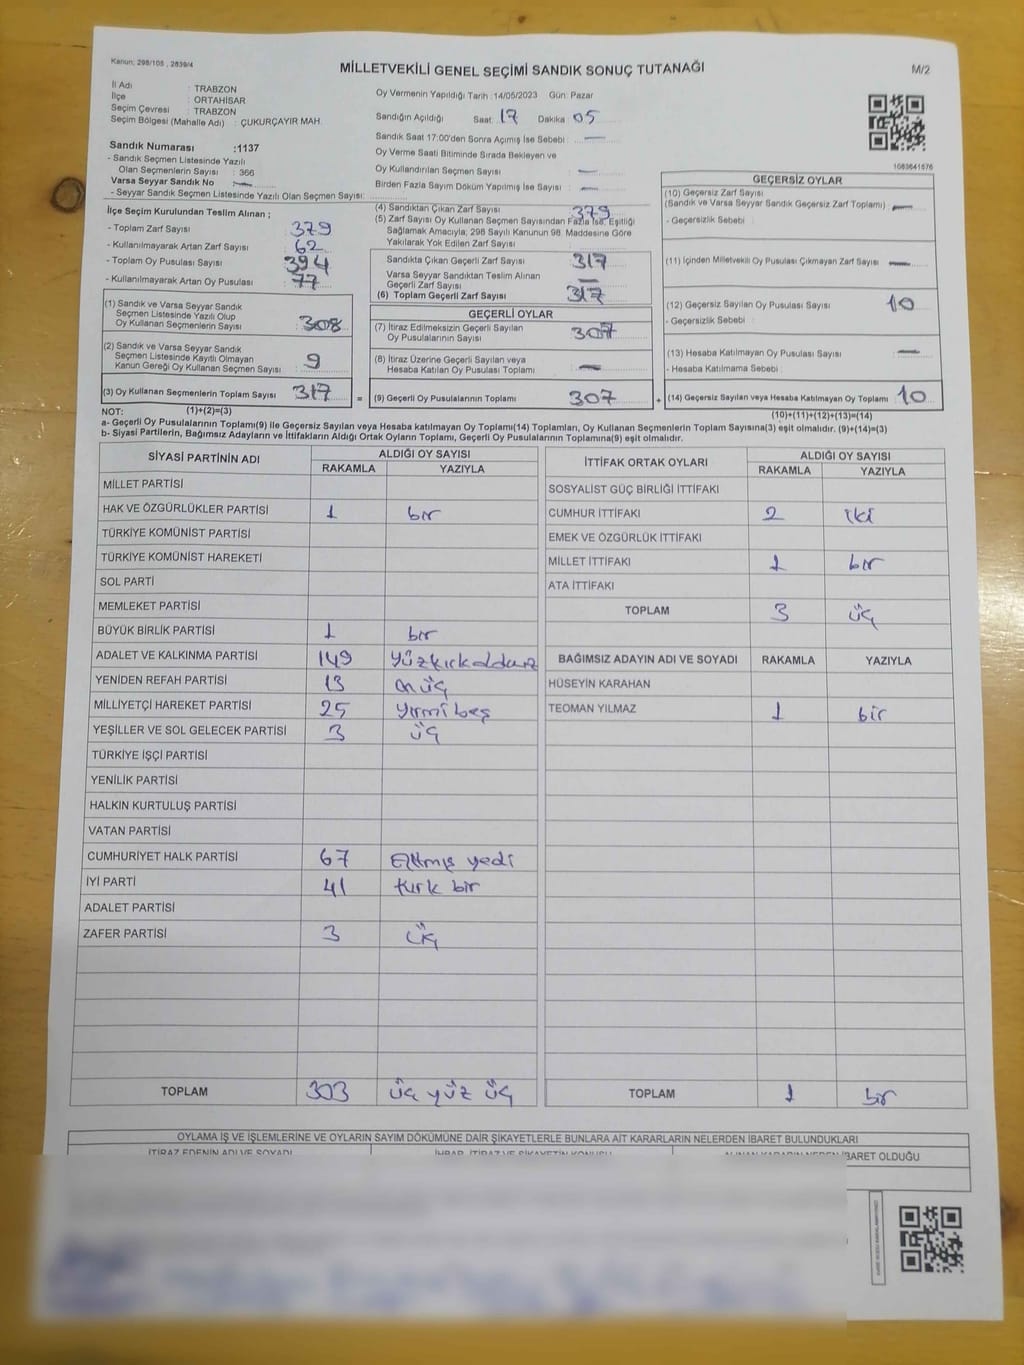 Kanun: 298/105 , 2839/4
MİLLETVEKİLİ GENEL SEÇİMİ SANDIK SONUÇ TUTANAĞI
M/2
İl Adı : TRABZON
İlçe : ORTAHİSAR
Seçim Çevresi : TRABZON
Seçim Bölgesi (Mahalle Adı) : ÇUKURÇAYIR MAH.
Sandık Numarası :1137
- Sandık Seçmen Listesinde Yazılı
Olan Seçmenlerin Sayısı : 366
Varsa Seyyar Sandık No —
- Seyyar Sandık Seçmen Listesinde Yazılı Olan Seçmen Sayısı:
Oy Vermenin Yapıldığı Tarih :14/05/2023 Gün: Pazar
Sandığın Açıldığı Saat: 17 Dakika 05
Sandık Saat 17:00'den Sonra Açımış İse Sebebi : —
Oy Verme Saati Bitiminde Sırada Bekleyen ve
Oy Kullandırılan Seçmen Sayısı : —
Birden Fazla Sayım Döküm Yapılmış İse Sayısı : —
1083641576
İlçe Seçim Kurulundan Teslim Alınan ;
- Toplam Zarf Sayısı : 379
- Kullanılmayarak Artan Zarf Sayısı : 62
- Toplam Oy Pusulası Sayısı : 394
- Kullanılmayarak Artan Oy Pusulası : 77
(1) Sandık ve Varsa Seyyar Sandık
Seçmen Listesinde Yazılı Olup
Oy Kullanan Seçmenlerin Sayısı : 308
(2) Sandık ve Varsa Seyyar Sandık
Seçmen Listesinde Kayıtlı Olmayan
Kanun Gereği Oy Kullanan Seçmen Sayısı : 9
(3) Oy Kullanan Seçmenlerin Toplam Sayısı : 317
(4) Sandıktan Çıkan Zarf Sayısı : 379
(5) Zarf Sayısı Oy Kullanan Seçmen Sayısından Fazla İse, Eşitliği
Sağlamak Amacıyla; 298 Sayılı Kanunun 98. Maddesine Göre
Yakılarak Yok Edilen Zarf Sayısı :
Sandıkta Çıkan Geçerli Zarf Sayısı : 317
Varsa Seyyar Sandıktan Teslim Alınan
Geçerli Zarf Sayısı : —
(6) Toplam Geçerli Zarf Sayısı : 317
GEÇERLİ OYLAR
(7) İtiraz Edilmeksizin Geçerli Sayılan
Oy Pusulalarının Sayısı : 307
(8) İtiraz Üzerine Geçerli Sayılan veya
Hesaba Katılan Oy Pusulası Toplamı : —
= (9) Geçerli Oy Pusulalarının Toplamı : 307 +
GEÇERSİZ OYLAR
(10) Geçersiz Zarf Sayısı
(Sandık ve Varsa Seyyar Sandık Geçersiz Zarf Toplamı) : —
- Geçersizlik Sebebi :
(11) İçinden Milletvekili Oy Pusulası Çıkmayan Zarf Sayısı : —
(12) Geçersiz Sayılan Oy Pusulası Sayısı : 10
- Geçersizlik Sebebi :
(13) Hesaba Katılmayan Oy Pusulası Sayısı : —
- Hesaba Katılmama Sebebi :
(14) Geçersiz Sayılan veya Hesaba Katılmayan Oy Toplamı : 10
NOT: (1)+(2)=(3)
(10)+(11)+(12)+(13)=(14)
a- Geçerli Oy Pusulalarının Toplamı(9) ile Geçersiz Sayılan veya Hesaba katılmayan Oy Toplamı(14) Toplamları, Oy Kullanan Seçmenlerin Toplam Sayısına(3) eşit olmalıdır. (9)+(14)=(3)
b- Siyasi Partilerin, Bağımsız Adayların ve İttifakların Aldığı Ortak Oyların Toplamı, Geçerli Oy Pusulalarının Toplamına(9) eşit olmalıdır.
SİYASİ PARTİNİN ADI ALDIĞI OY SAYISI
RAKAMLA YAZIYLA
MİLLET PARTİSİ
HAK VE ÖZGÜRLÜKLER PARTİSİ 1 bir
TÜRKİYE KOMÜNİST PARTİSİ
TÜRKİYE KOMÜNİST HAREKETİ
SOL PARTİ
MEMLEKET PARTİSİ
BÜYÜK BİRLİK PARTİSİ 1 bir
ADALET VE KALKINMA PARTİSİ 149 yüzkırkdokuz
YENİDEN REFAH PARTİSİ 13 onüç
MİLLİYETÇİ HAREKET PARTİSİ 25 yirmi beş
YEŞİLLER VE SOL GELECEK PARTİSİ 3 üç
TÜRKİYE İŞÇİ PARTİSİ
YENİLİK PARTİSİ
HALKIN KURTULUŞ PARTİSİ
VATAN PARTİSİ
CUMHURİYET HALK PARTİSİ 67 Altmış yedi
İYİ PARTİ 41 kırk bir
ADALET PARTİSİ
ZAFER PARTİSİ 3 üç
TOPLAM 303 üç yüz üç
İTTİFAK ORTAK OYLARI ALDIĞI OY SAYISI
RAKAMLA YAZIYLA
SOSYALİST GÜÇ BİRLİĞİ İTTİFAKI
CUMHUR İTTİFAKI 2 iki
EMEK VE ÖZGÜRLÜK İTTİFAKI
MİLLET İTTİFAKI 1 bir
ATA İTTİFAKI
TOPLAM 3 üç
BAĞIMSIZ ADAYIN ADI VE SOYADI RAKAMLA YAZIYLA
HÜSEYİN KARAHAN
TEOMAN YILMAZ 1 bir
TOPLAM 1 bir
OYLAMA İŞ VE İŞLEMLERİNE VE OYLARIN SAYIM DÖKÜMÜNE DAİR ŞİKAYETLERLE BUNLARA AİT KARARLARIN NELERDEN İBARET BULUNDUKLARI
İTİRAZ EDENİN ADI VE SOYADI
İHBAR, İTİRAZ VE ŞİKAYETİN KONUSU
İBARET OLDUĞU